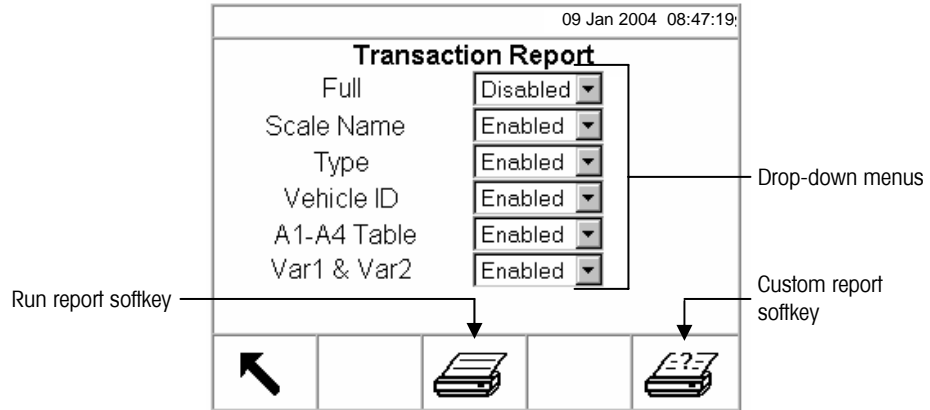 09 Jan 2004 08:47:19
Transaction Report
Full Disabled
Scale Name Enabled
Type Enabled
Vehicle ID Enabled
A1-A4 Table Enabled
Var1 & Var2 Enabled
Drop-down menus
Run report softkey
Custom report
softkey
-?-